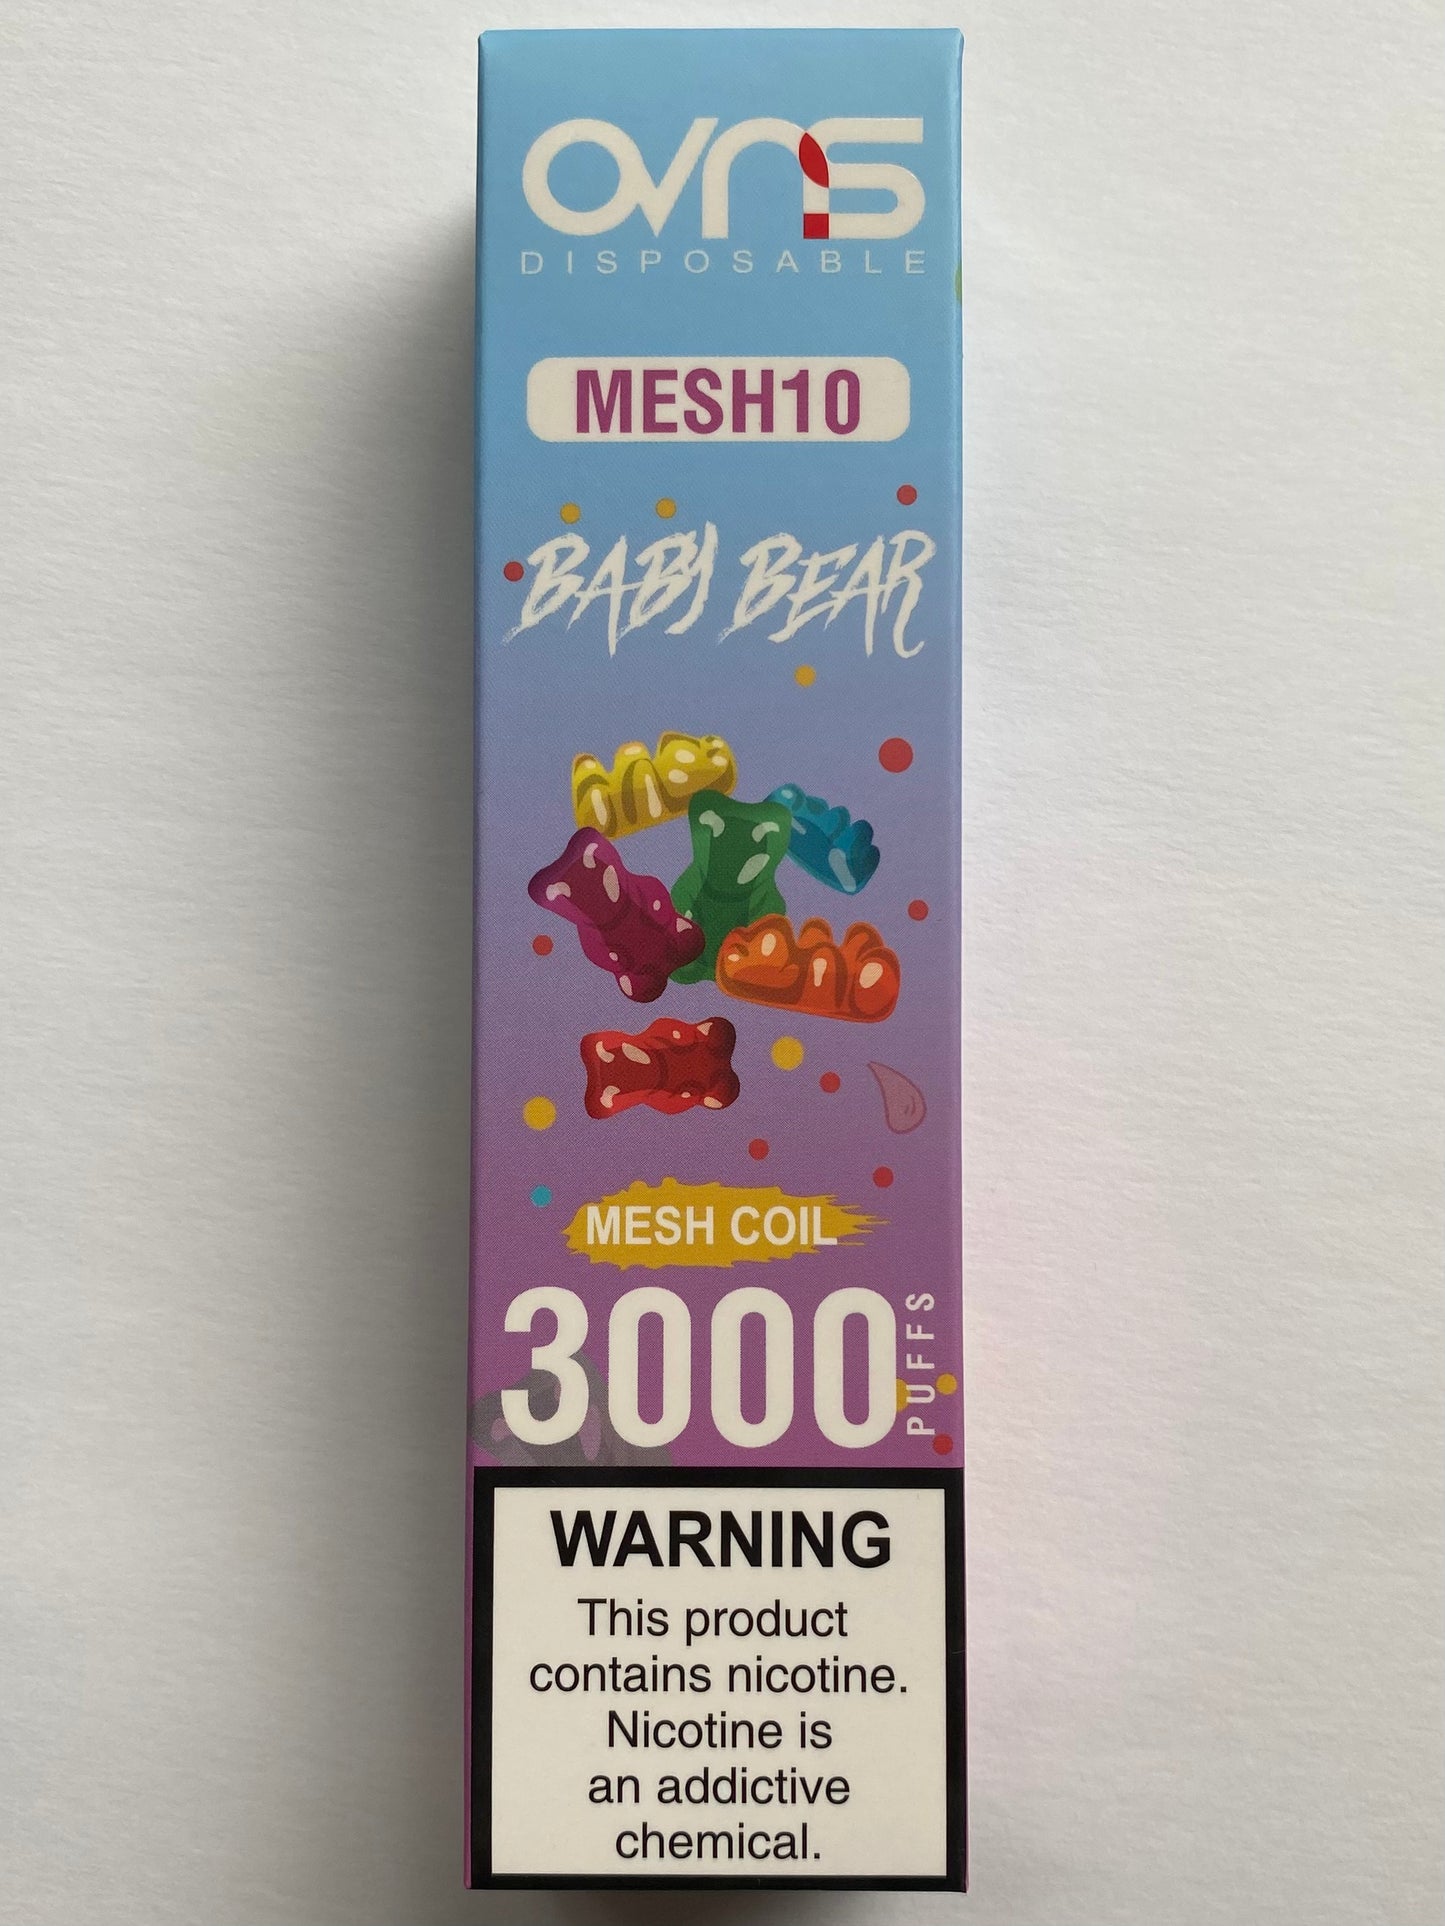 OVNS
DISPOSABLE
MESH10
BABY BEAR
MESH COIL
3000
PUFFS
WARNING
This product
contains nicotine.
Nicotine is
an addictive
chemical.